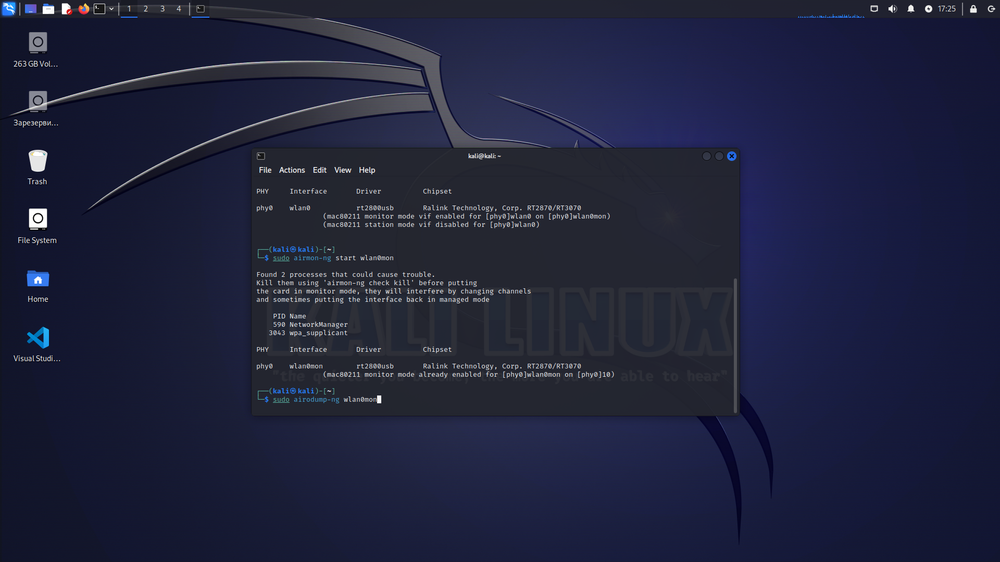 1 2 3 4
17:25
263 GB Vol...
Зарезерви...
Trash
File System
Home
Visual Studi...
kali@kali: ~
File Actions Edit View Help
PHY Interface Driver Chipset
phy0 wlan0 rt2800usb Ralink Technology, Corp. RT2870/RT3070
(mac80211 monitor mode vif enabled for [phy0]wlan0 on [phy0]wlan0mon)
(mac80211 station mode vif disabled for [phy0]wlan0)
┌──(kali㉿kali)-[~]
└─$ sudo airmon-ng start wlan0mon
Found 2 processes that could cause trouble.
Kill them using 'airmon-ng check kill' before putting
the card in monitor mode, they will interfere by changing channels
and sometimes putting the interface back in managed mode
PID Name
590 NetworkManager
3043 wpa_supplicant
PHY Interface Driver Chipset
phy0 wlan0mon rt2800usb Ralink Technology, Corp. RT2870/RT3070
(mac80211 monitor mode already enabled for [phy0]wlan0mon on [phy0]10)
┌──(kali㉿kali)-[~]
└─$ sudo airodump-ng wlan0mon
KALI LINUX
"the quieter you become, the more you are able to hear"